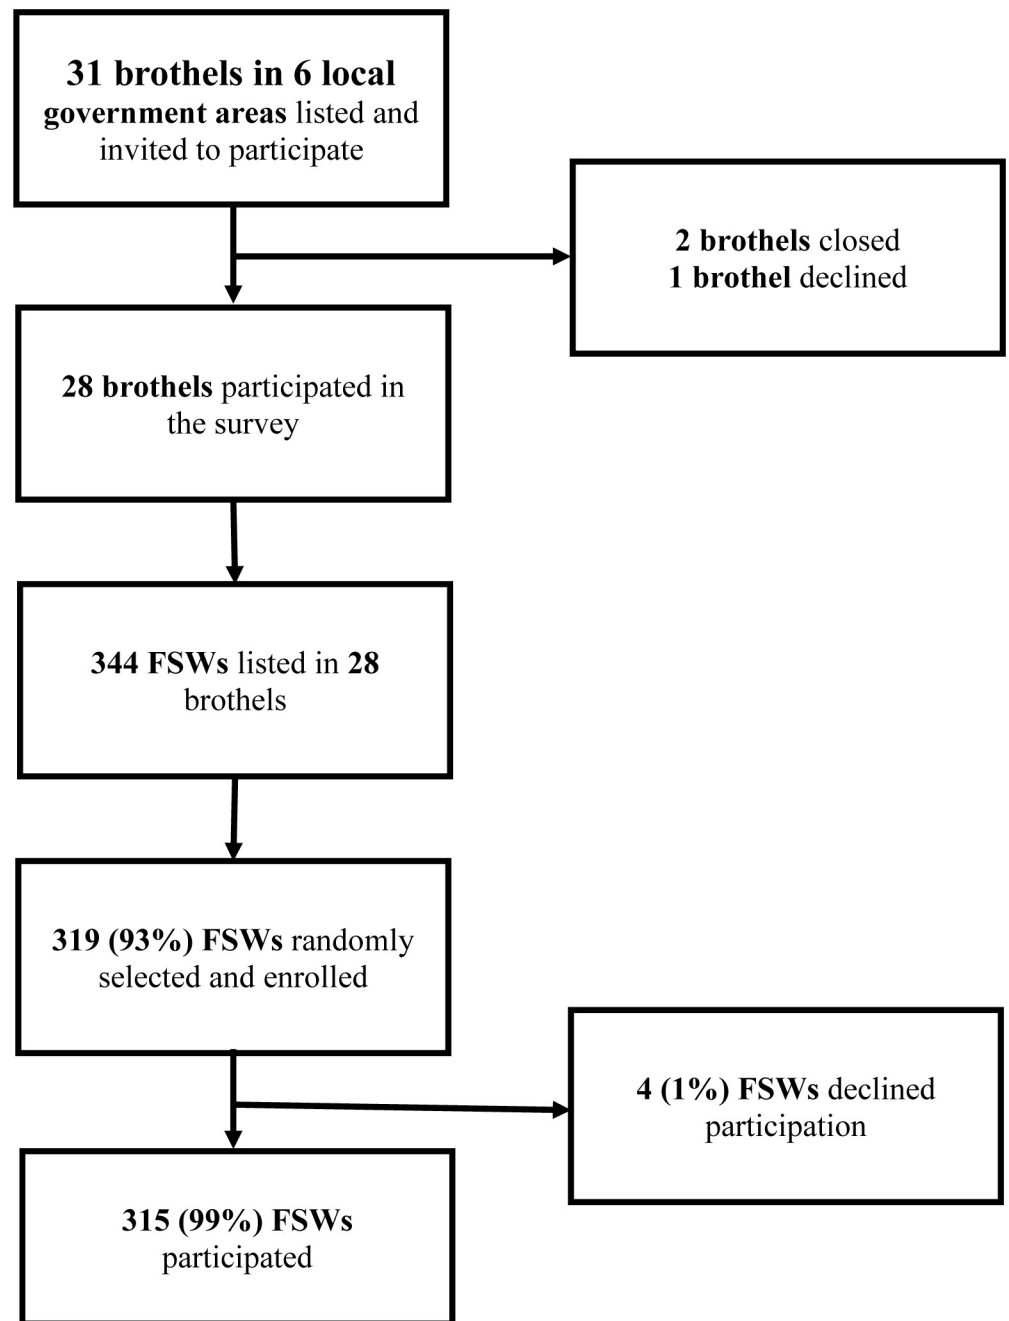 31 brothels in 6 local
government areas listed and
invited to participate
2 brothels closed
1 brothel declined
28 brothels participated in
the survey
344 FSWs listed in 28
brothels
319 (93%) FSWs randomly
selected and enrolled
4 (1%) FSWs declined
participation
315 (99%) FSWs
participated